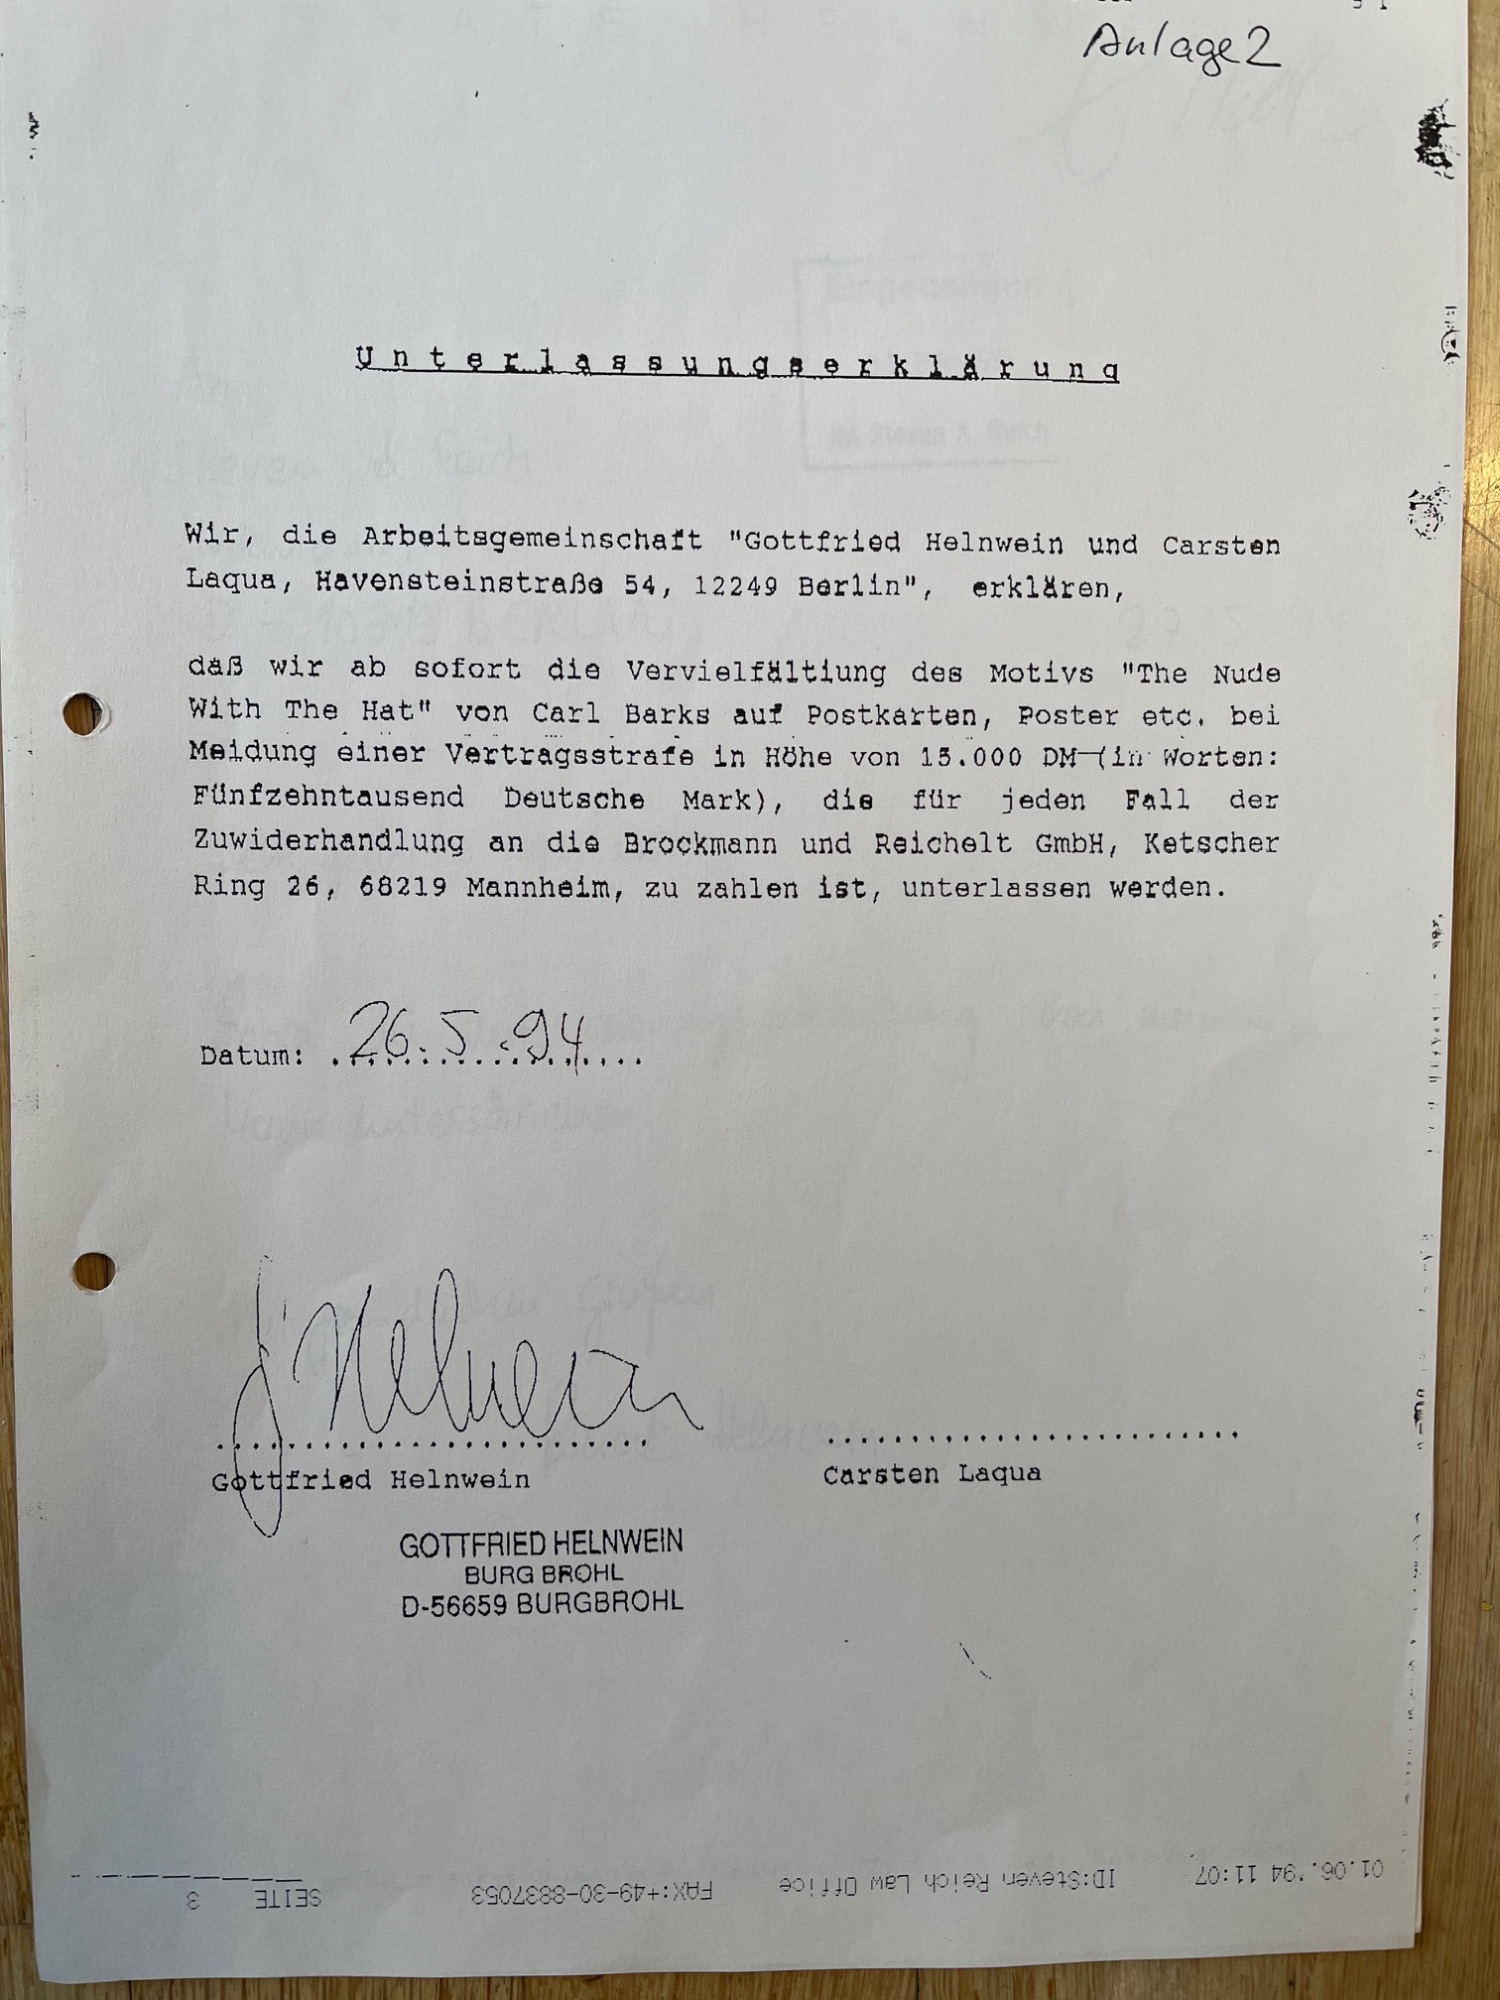 Anlage 2
Unterlassungserklärung
Wir, die Arbeitsgemeinschaft "Gottfried Helnwein und Carsten
Laqua, Havensteinstraße 54, 12249 Berlin", erklären,
daß wir ab sofort die Vervielfältiung des Motivs "The Nude
With The Hat" von Carl Barks auf Postkarten, Poster etc. bei
Meidung einer Vertragsstrafe in Höhe von 15.000 DM (in Worten:
Fünfzehntausend Deutsche Mark), die für jeden Fall der
Zuwiderhandlung an die Brockmann und Reichelt GmbH, Ketscher
Ring 26, 68219 Mannheim, zu zahlen ist, unterlassen werden.
Datum: 26.5.94
G. Helnwein
Gottfried Helnwein
Carsten Laqua
GOTTFRIED HELNWEIN
BURG BROHL
D-56659 BURGBROHL
01.06.'94 11:07 ID:Steven Reich Law Office FAX:+49-30-8837053 SEITE 3